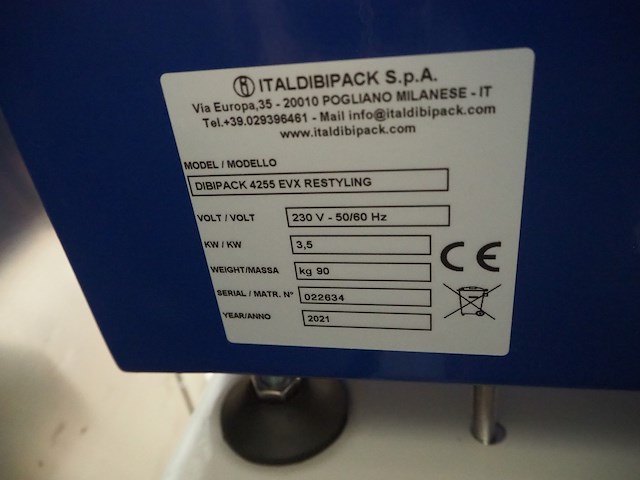 ITALDIBIPACK S.p.A.
Via Europa,35 - 20010 POGLIANO MILANESE - IT
Tel.+39.029396461 - Mail info@italdibipack.com
www.italdibipack.com
MODEL / MODELLO
DIBIPACK 4255 EVX RESTYLING
VOLT / VOLT 230 V - 50/60 Hz
KW / KW 3,5
WEIGHT/MASSA kg 90
SERIAL / MATR. N° 022634
YEAR/ANNO 2021
CE